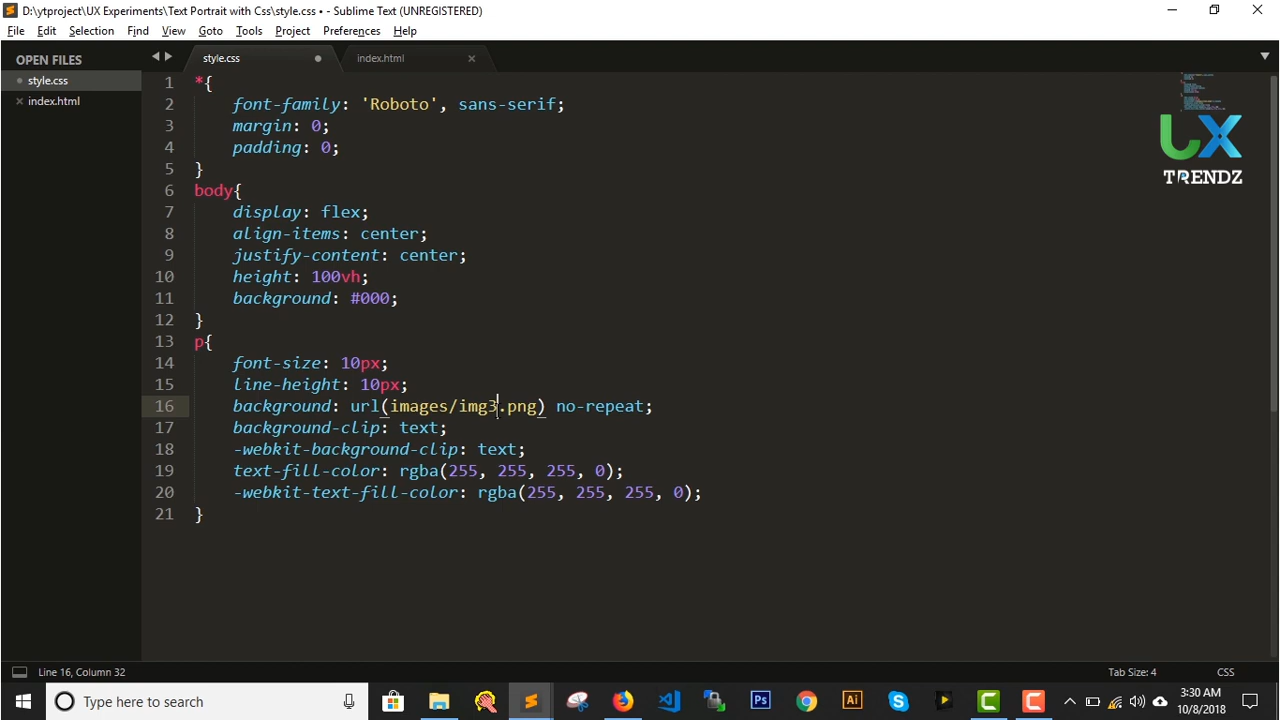 D:\ytproject\UX Experiments\Text Portrait with Css\style.css • - Sublime Text (UNREGISTERED)
File Edit Selection Find View Goto Tools Project Preferences Help
OPEN FILES
style.css
index.html
style.css index.html
1 *{
2 font-family: 'Roboto', sans-serif;
3 margin: 0;
4 padding: 0;
5 }
6 body{
7 display: flex;
8 align-items: center;
9 justify-content: center;
10 height: 100vh;
11 background: #000;
12 }
13 p{
14 font-size: 10px;
15 line-height: 10px;
16 background: url(images/img3.png) no-repeat;
17 background-clip: text;
18 -webkit-background-clip: text;
19 text-fill-color: rgba(255, 255, 255, 0);
20 -webkit-text-fill-color: rgba(255, 255, 255, 0);
21 }
UX
TRENDZ
Line 16, Column 32 Tab Size: 4 CSS
Type here to search
Ps
Ai
3:30 AM
10/8/2018